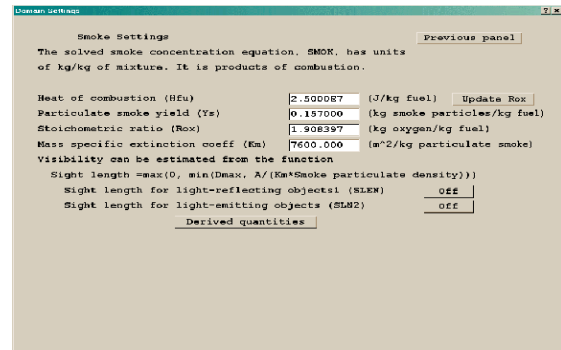 Domain Settings ? ×
Smoke Settings Previous panel
The solved smoke concentration equation, SMOK, has units
of kg/kg of mixture. It is products of combustion.
Heat of combustion (Hfu) 2.500000E7 (J/kg fuel) Update Rox
Particulate smoke yield (Ys) 0.157000 (kg smoke particles/kg fuel)
Stoichometric ratio (Rox) 1.908397 (kg oxygen/kg fuel)
Mass specific extinction coeff (Km) 7600.000 (m^2/kg particulate smoke)
Visibility can be estimated from the function
Sight length =max(0, min(Dmax, A/(Km*Smoke particulate density)))
Sight length for light-reflecting objects1 (SLEN) Off
Sight length for light-emitting objects (SLN2) Off
Derived quantities